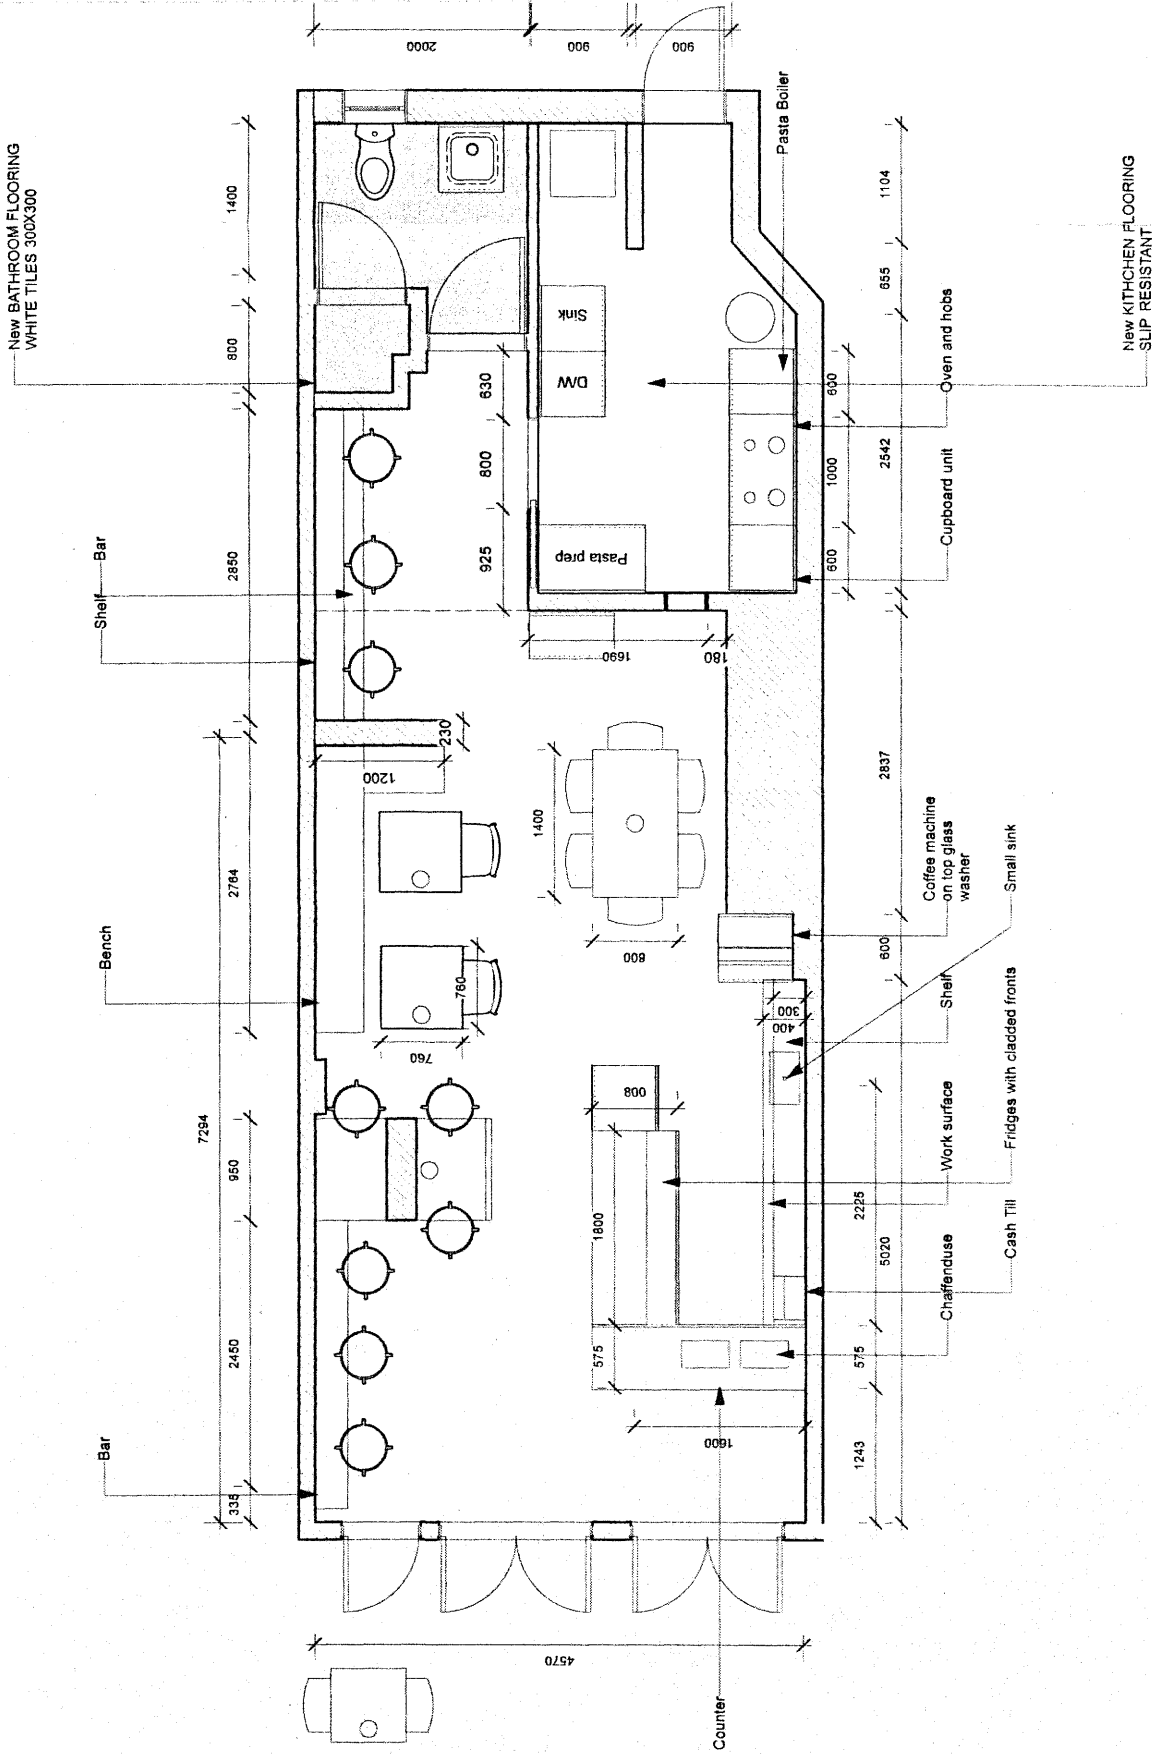 New BATHROOM FLOORING
WHITE TILES 300X300
Shelf
Bar
Bench
Bar
1400
800
2850
2764
7294
950
2450
335
2000
900
900
630
800
925
Sink
D/W
Pasta prep
Pasta Boiler
Oven and hobs
Cupboard unit
New KITHCHEN FLOORING
SLIP RESISTANT
1104
655
2542
600
1000
600
1690
180
230
1200
1400
800
760
760
2837
600
Coffee machine
on top glass
washer
Small sink
Shelf
300
400
Fridges with cladded fronts
Work surface
Cash Till
Chaffenduse
800
1800
575
2225
5020
575
1243
1600
4570
Counter